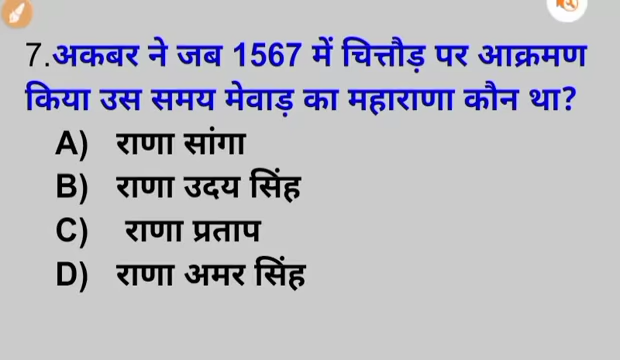 7.अकबर ने जब 1567 में चित्तौड़ पर आक्रमण
किया उस समय मेवाड़ का महाराणा कौन था?
A) राणा सांगा
B) राणा उदय सिंह
C) राणा प्रताप
D) राणा अमर सिंह